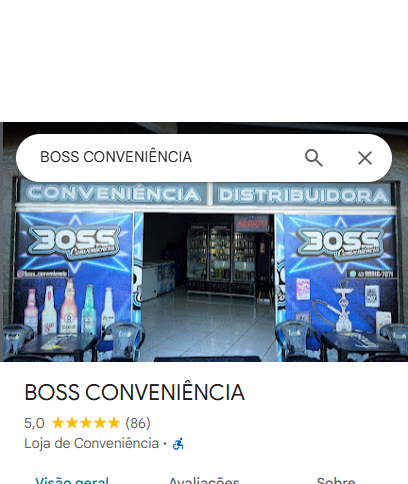 BOSS CONVENIÊNCIA
CONVENIÊNCIA DISTRIBUIDORA
ABERTO
BOSS
Conveniência
BOSS
Conveniência
BOSS CONVENIÊNCIA
5,0 (86)
Loja de Conveniência ·
Visão geral Avaliações Sobre